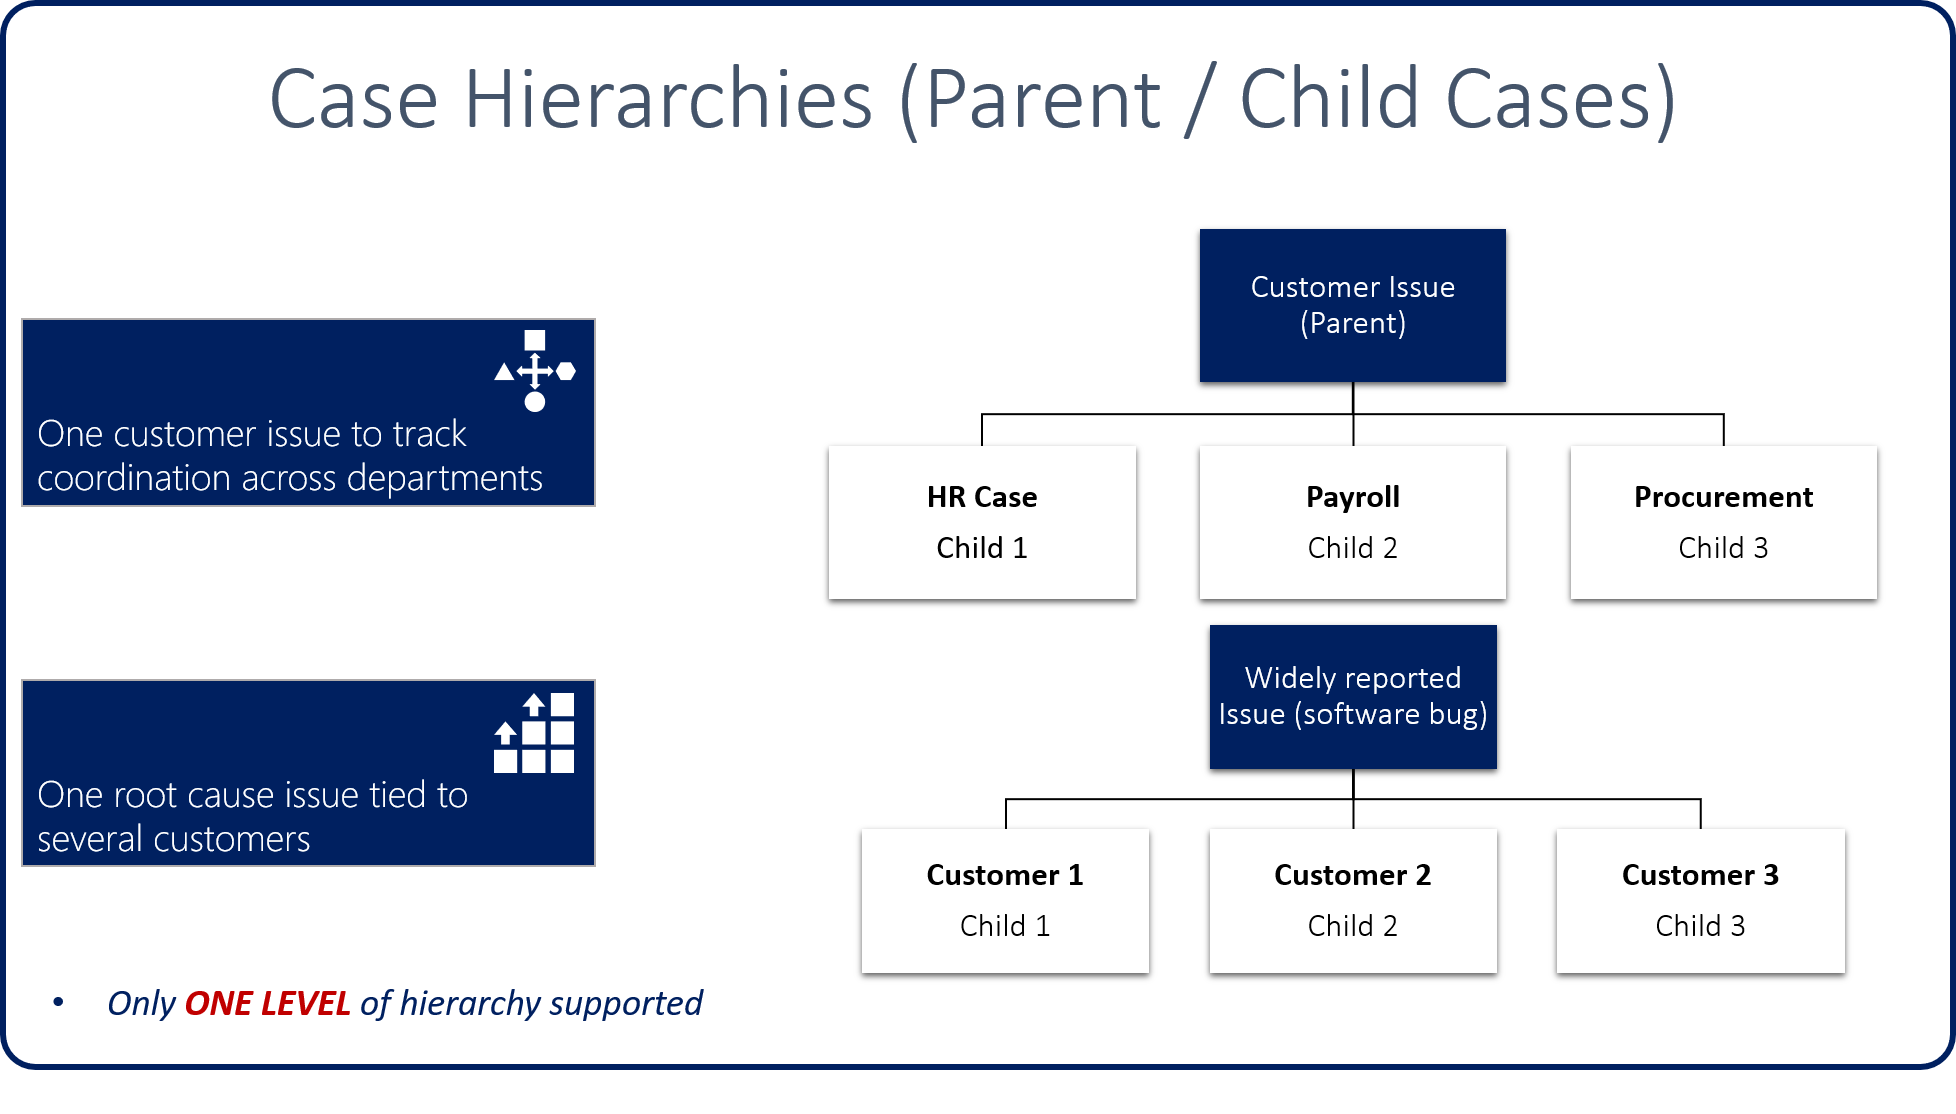 Case Hierarchies (Parent / Child Cases)
One customer issue to track
coordination across departments
Customer Issue
(Parent)
HR Case
Child 1
Payroll
Child 2
Procurement
Child 3
One root cause issue tied to
several customers
Widely reported
Issue (software bug)
Customer 1
Child 1
Customer 2
Child 2
Customer 3
Child 3
• Only ONE LEVEL of hierarchy supported